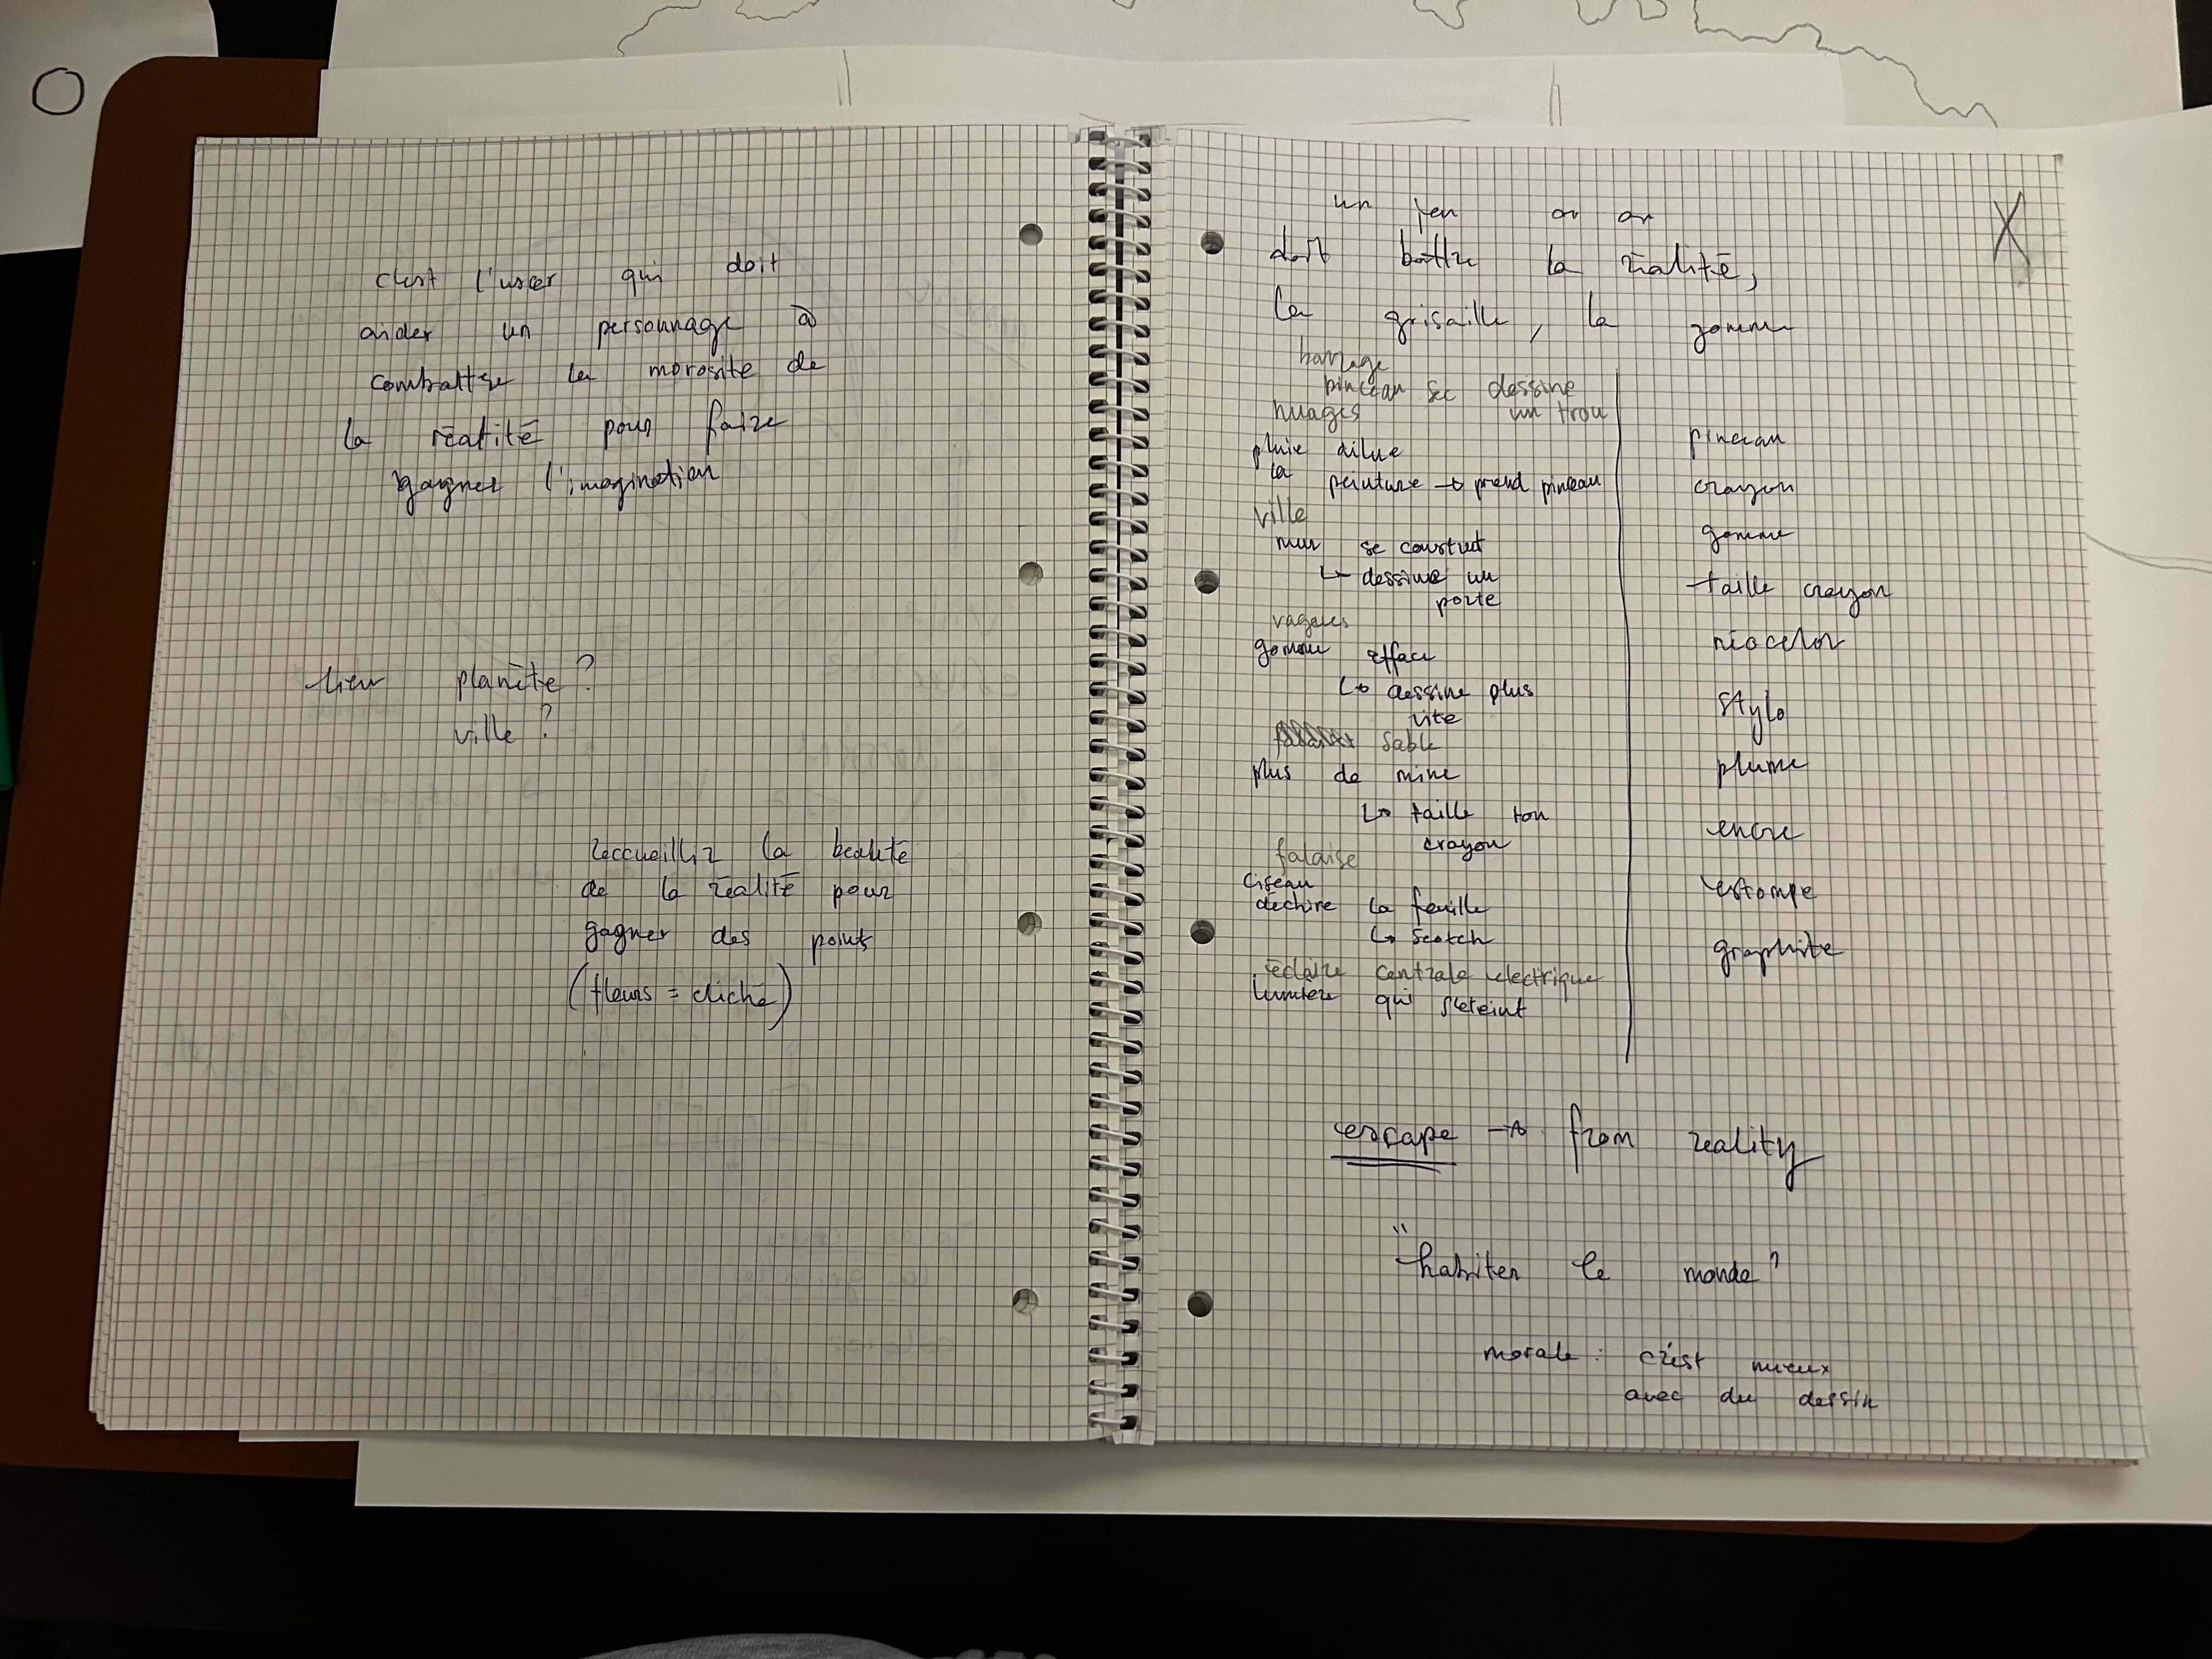 c'est l'user qui doit
aider un personnage à
combattre la morosité de
la réalité pour faire
gagner l'imagination
lieu planète ?
ville ?
reccueillir la beauté
de la réalité pour
gagner des points
(fleurs = cliché)
un jeu où on
doit battre la réalité,
la grisaille, la gomme
barrage
pinceau sec dessine
nuages un trou
pluie dilue
la peinture → prend pinceau
ville
mur se construit
↳ dessine un
porte
vagues
gomme efface
↳ dessine plus
vite
sable
plus de mine
↳ taille ton
crayon
falaise
ciseau
déchire la feuille
↳ scotch
éclaire centrale electrique
lumière qui s'éteint
pinceau
crayon
gomme
taille crayon
néocolor
stylo
plume
encre
estompe
graphite
escape → from reality
"habiter le monde"
morale : c'est mieux
avec du dessin
X